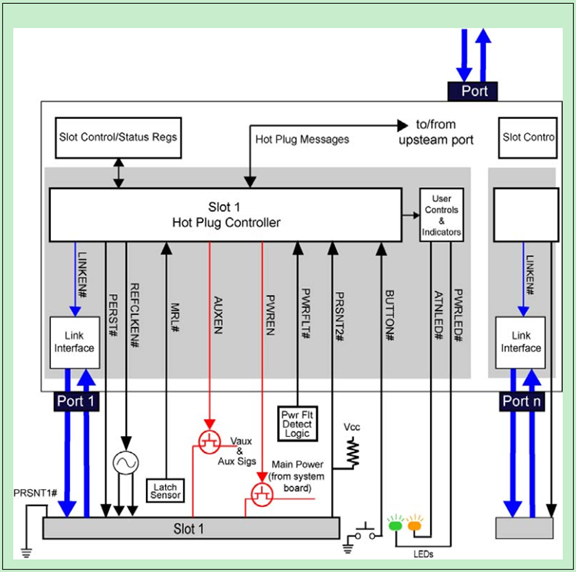 Port
Slot Control/Status Regs
Hot Plug Messages
to/from
upsteam port
Slot Contro
Slot 1
Hot Plug Controller
User
Controls
&
Indicators
LINKEN#
PERST#
REFCLKEN#
MRL#
AUXEN
PWREN
PWRFLT#
PRSNT2#
BUTTON#
ATNLED#
PWRLED#
LINKEN#
Link
Interface
Link
Interface
Port 1
Port n
Pwr Flt
Detect
Logic
Vcc
Vaux
&
Aux Sigs
Main Power
(from system
board)
Latch
Sensor
PRSNT1#
Slot 1
LEDs